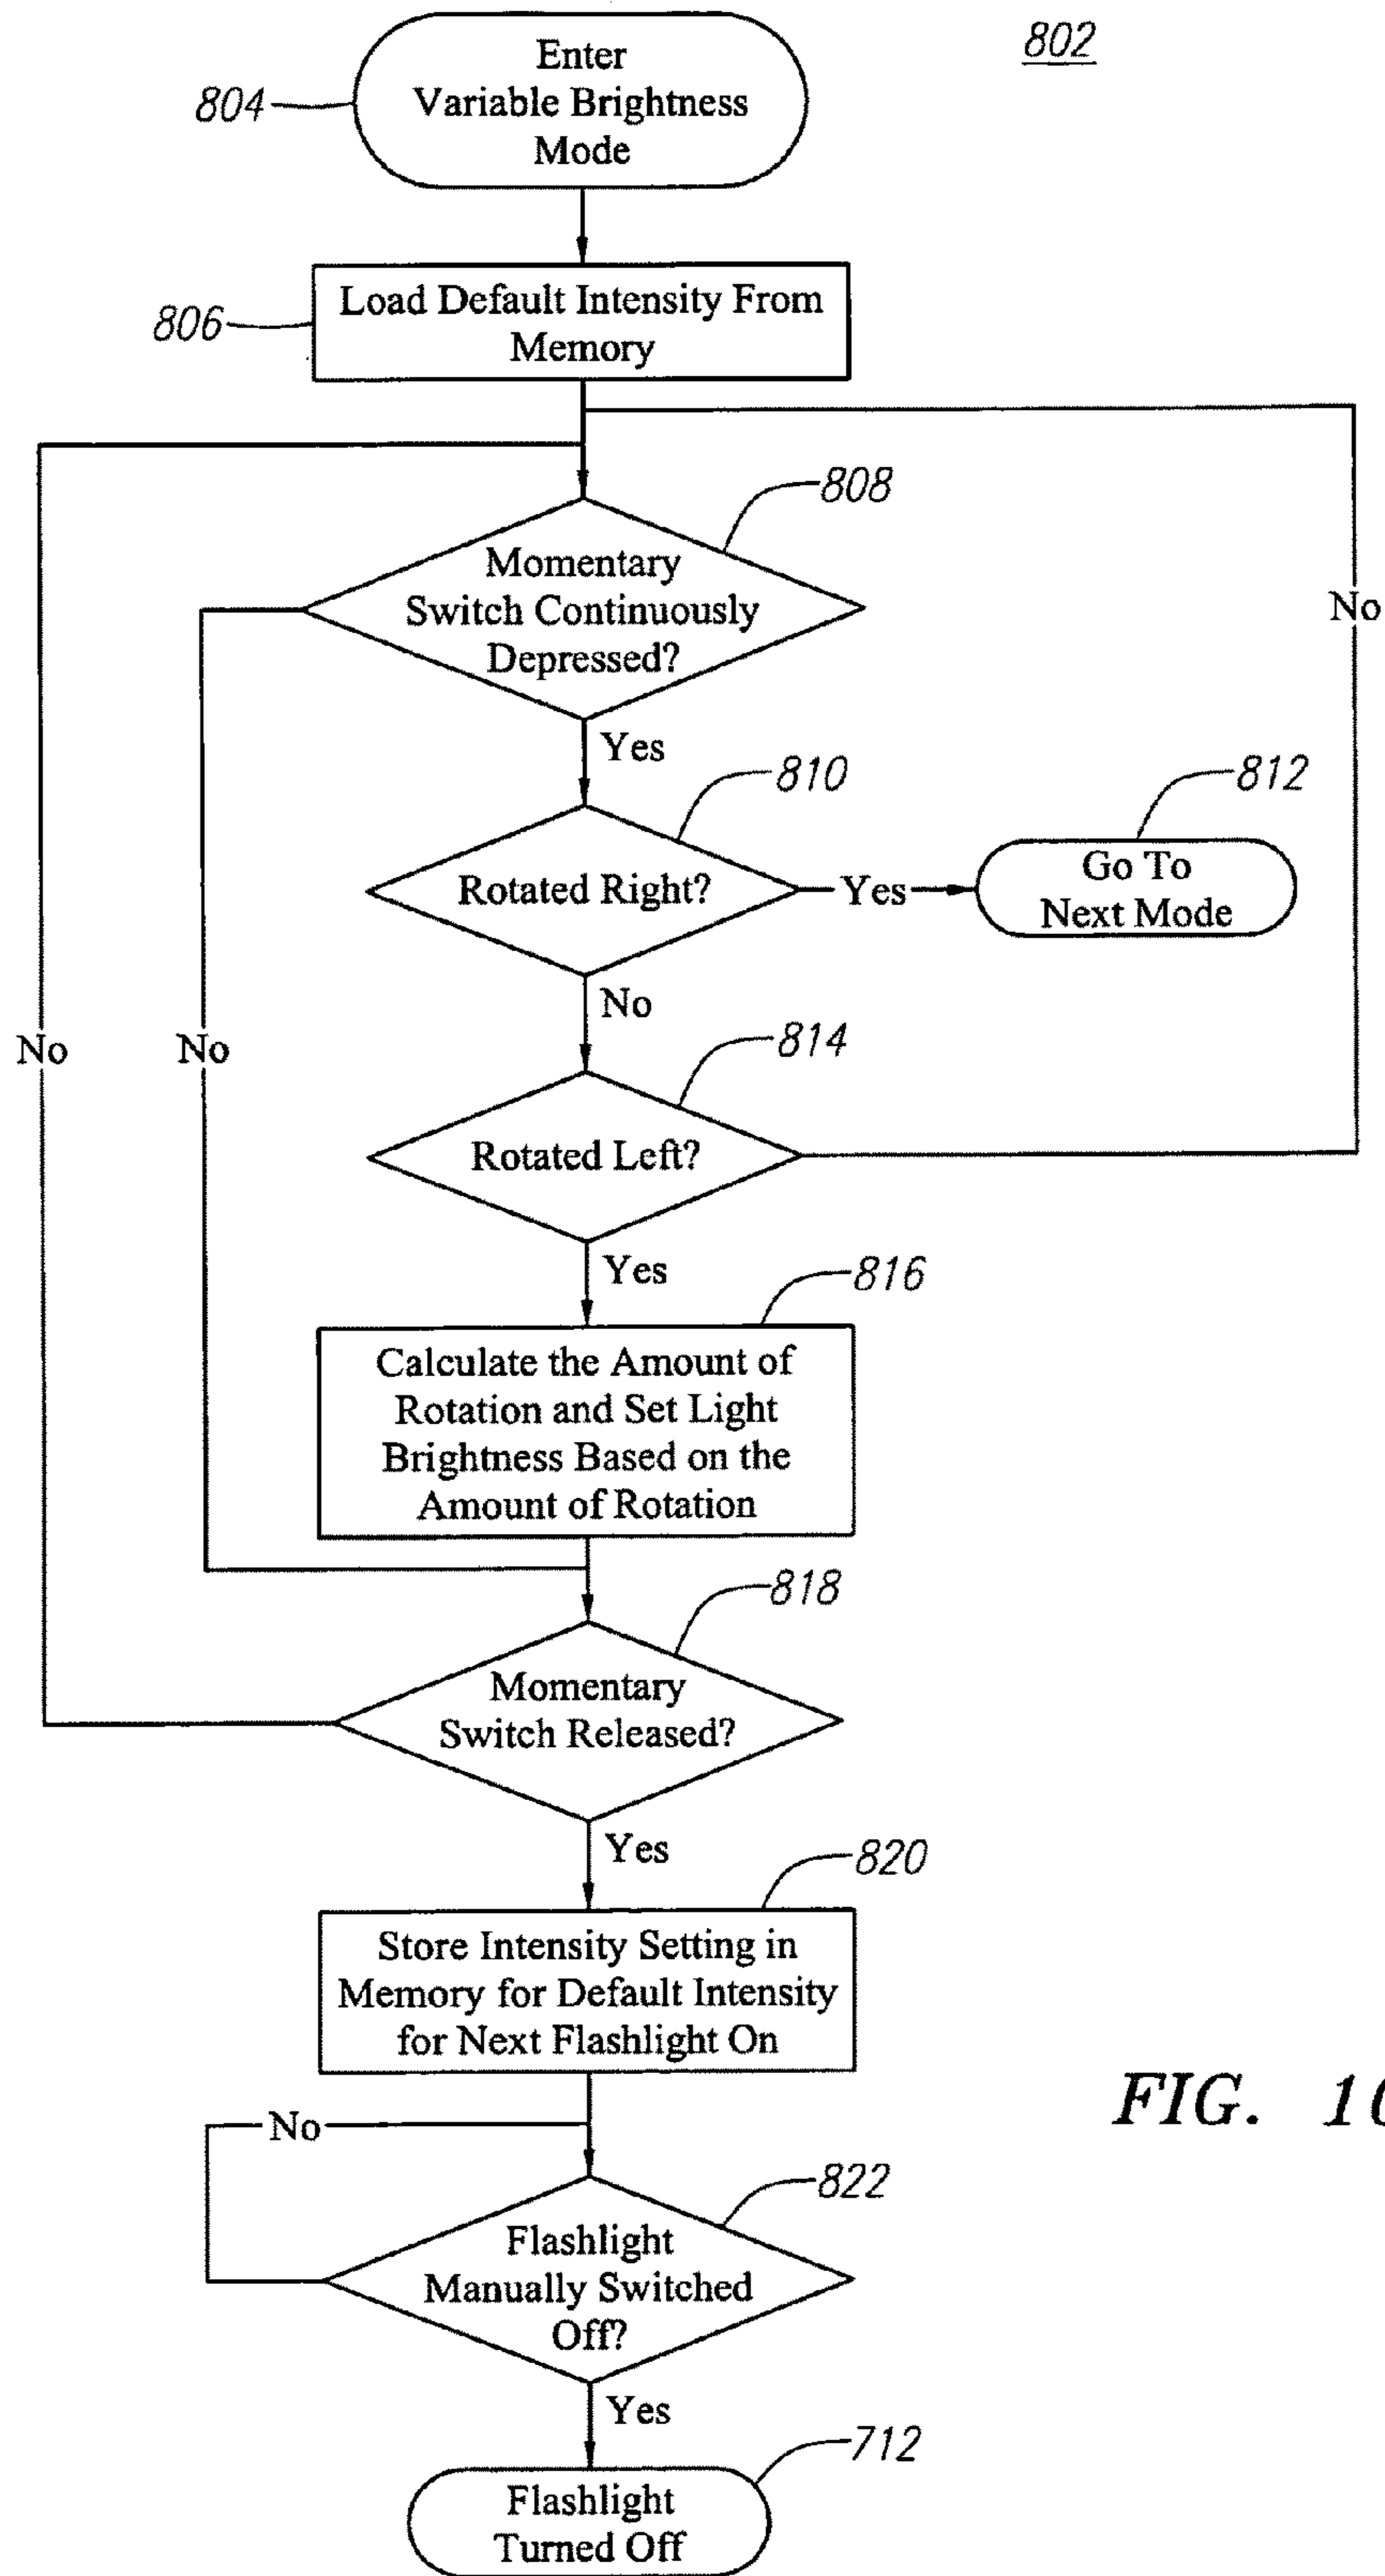 802
Enter
Variable Brightness
Mode
804
Load Default Intensity From
Memory
806
808
Momentary
Switch Continuously
Depressed?
No
Yes
810
812
Rotated Right?
Yes
Go To
Next Mode
No
No
No
814
Rotated Left?
Yes
816
Calculate the Amount of
Rotation and Set Light
Brightness Based on the
Amount of Rotation
818
Momentary
Switch Released?
Yes
820
Store Intensity Setting in
Memory for Default Intensity
for Next Flashlight On
FIG. 10
No
822
Flashlight
Manually Switched
Off?
Yes
712
Flashlight
Turned Off